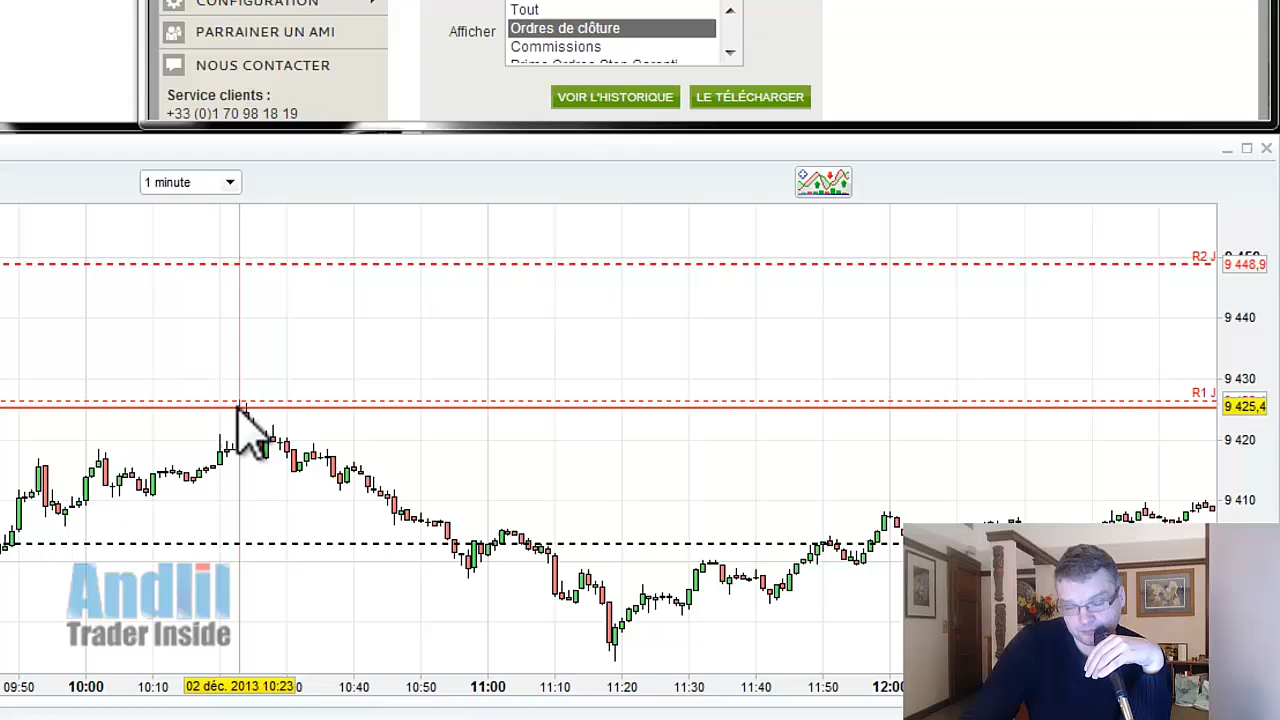 CONFIGURATION
PARRAINER UN AMI
NOUS CONTACTER
Service clients :
+33 (0)1 70 98 18 19
Tout
Afficher
Ordres de clôture
Commissions
VOIR L'HISTORIQUE
LE TÉLÉCHARGER
1 minute
R2 J
9 448,9
9 440
9 430
R1 J
9 425,4
9 420
9 410
Andlil
Trader Inside
09:50
10:00
10:10
02 déc. 2013 10:23
10:40
10:50
11:00
11:10
11:20
11:30
11:40
11:50
12:00